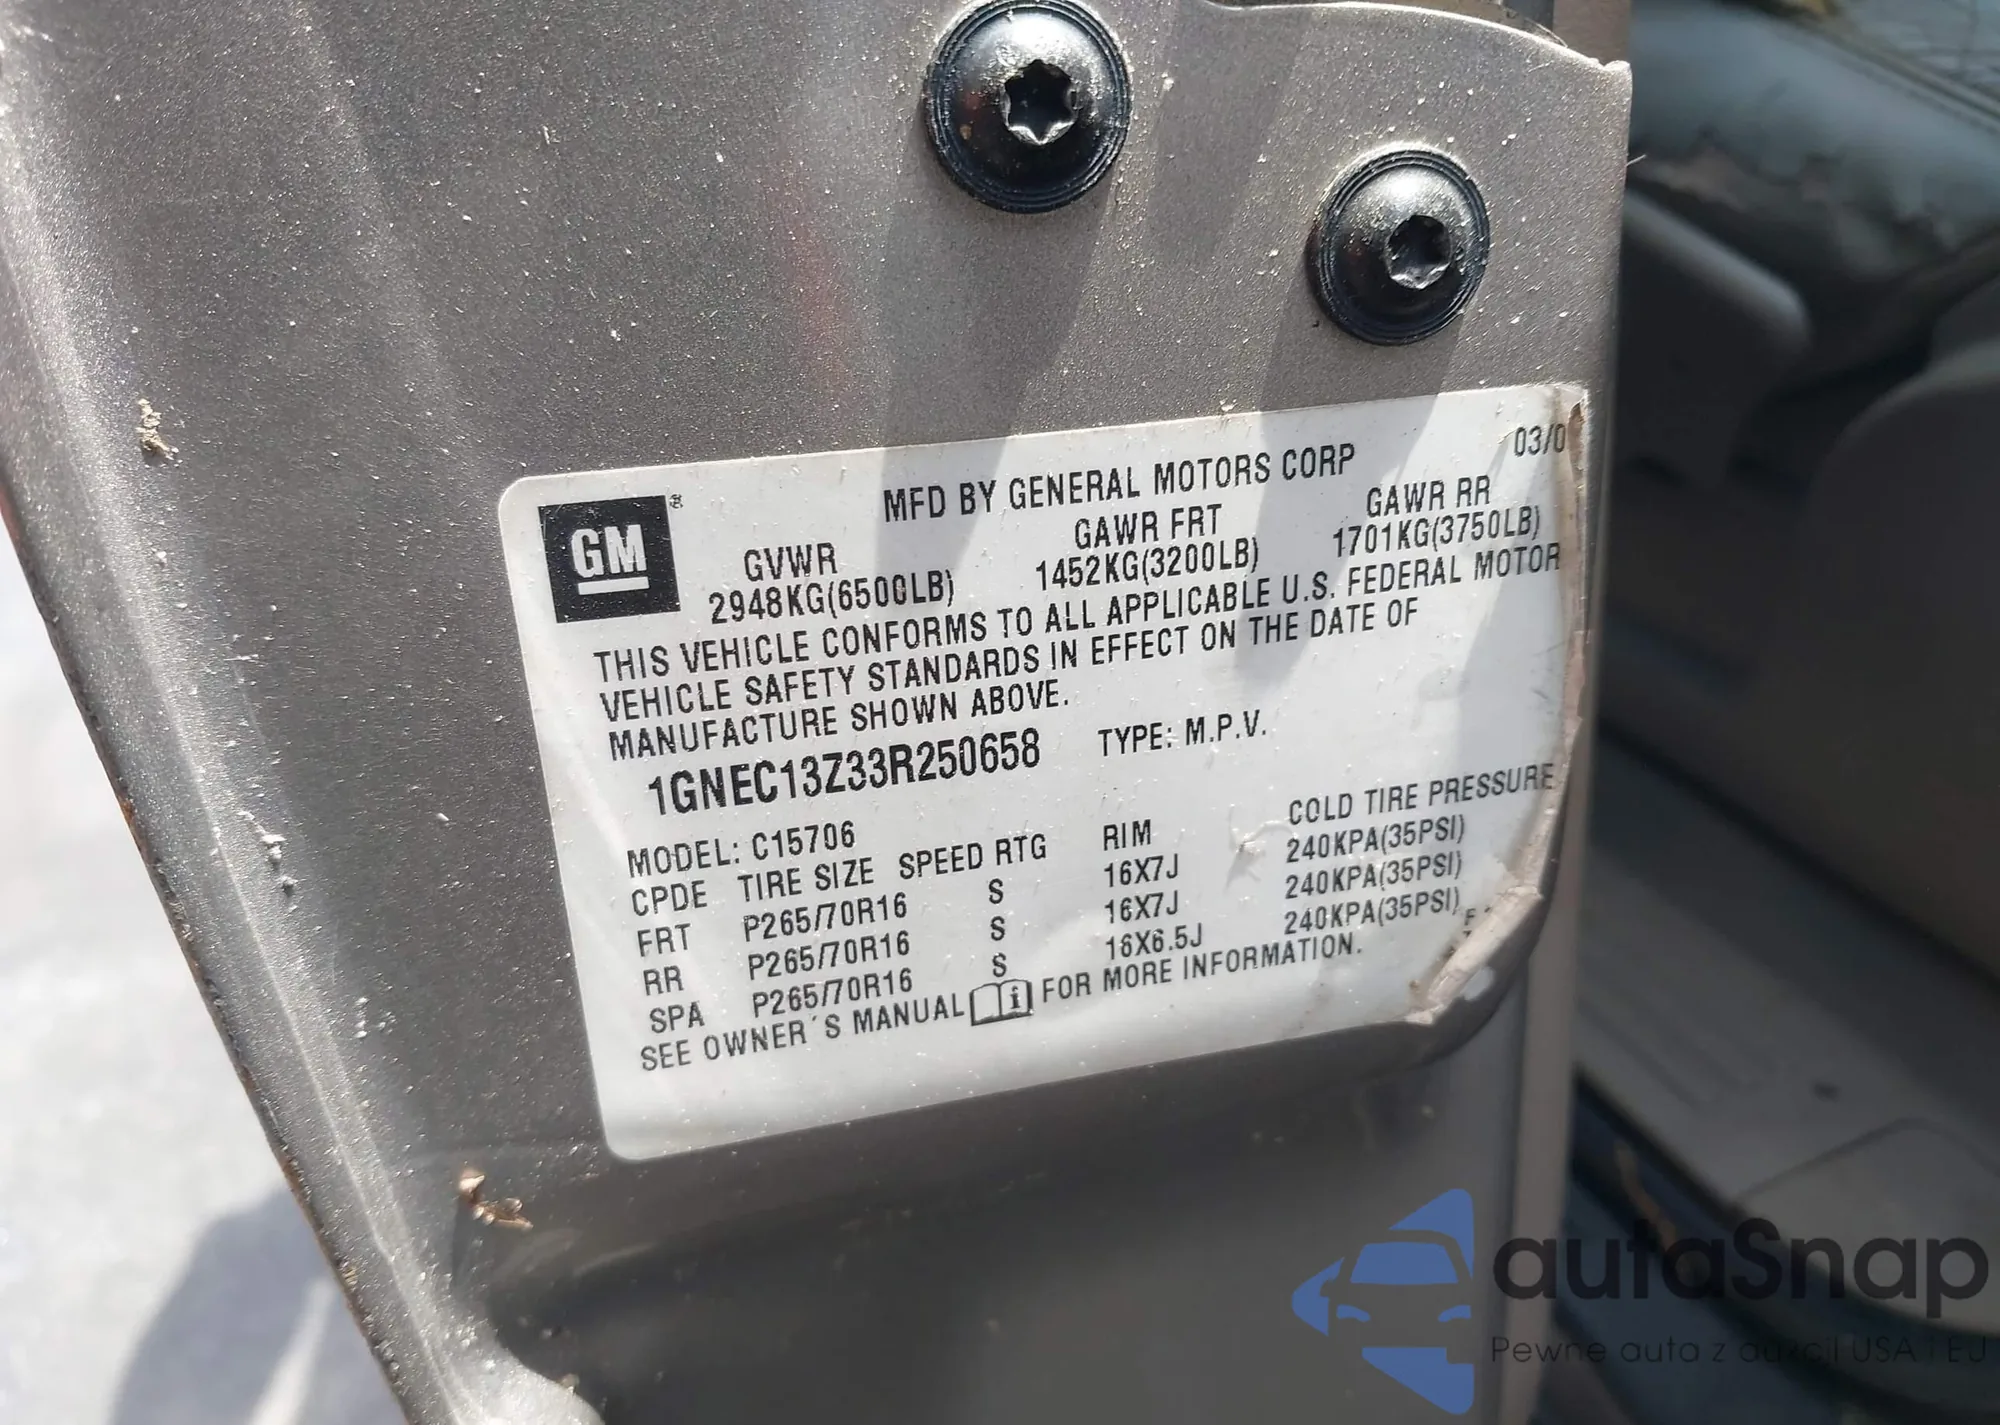 03/0
MFD BY GENERAL MOTORS CORP
GM
GVWR GAWR FRT GAWR RR
2948KG(6500LB) 1452KG(3200LB) 1701KG(3750LB)
THIS VEHICLE CONFORMS TO ALL APPLICABLE U.S. FEDERAL MOTOR
VEHICLE SAFETY STANDARDS IN EFFECT ON THE DATE OF
MANUFACTURE SHOWN ABOVE.
1GNEC13Z33R250658 TYPE: M.P.V.
MODEL: C15706
CPDE TIRE SIZE SPEED RTG RIM COLD TIRE PRESSURE
FRT P265/70R16 S 16X7J 240KPA(35PSI)
RR P265/70R16 S 16X7J 240KPA(35PSI)
SPA P265/70R16 S 16X6.5J 240KPA(35PSI)
SEE OWNER´S MANUAL i FOR MORE INFORMATION.
autaSnap
Pewne auta z aukcji USA i EU